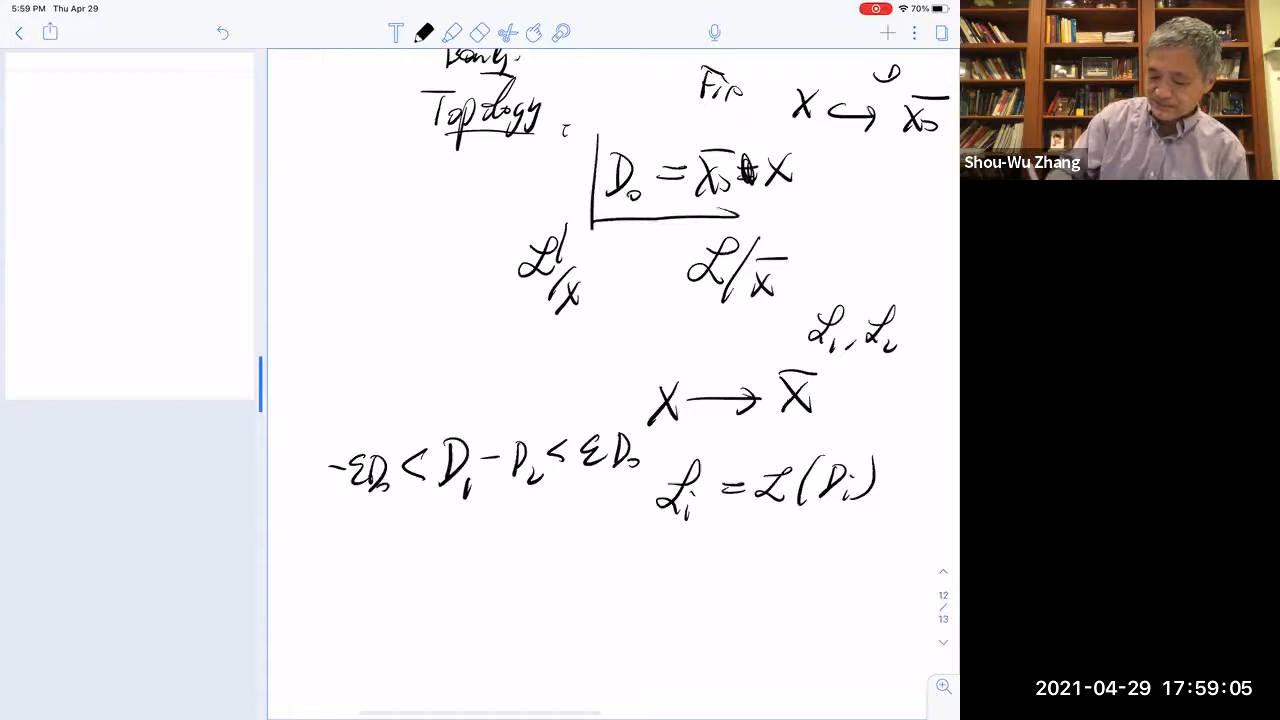 5:59 PM Thu Apr 29
70%
Topology :
Fix
X ↪ X̄₀
D₀ = X̄₀ \ X
ℒ/X
ℒ/X̄
ℒ₁, ℒ₂
X ⟶ X̄
-εD₀ < D₁ - D₂ < εD₀
ℒᵢ = ℒ(Dᵢ)
12
/
13
Shou-Wu Zhang
2021-04-29 17:59:05